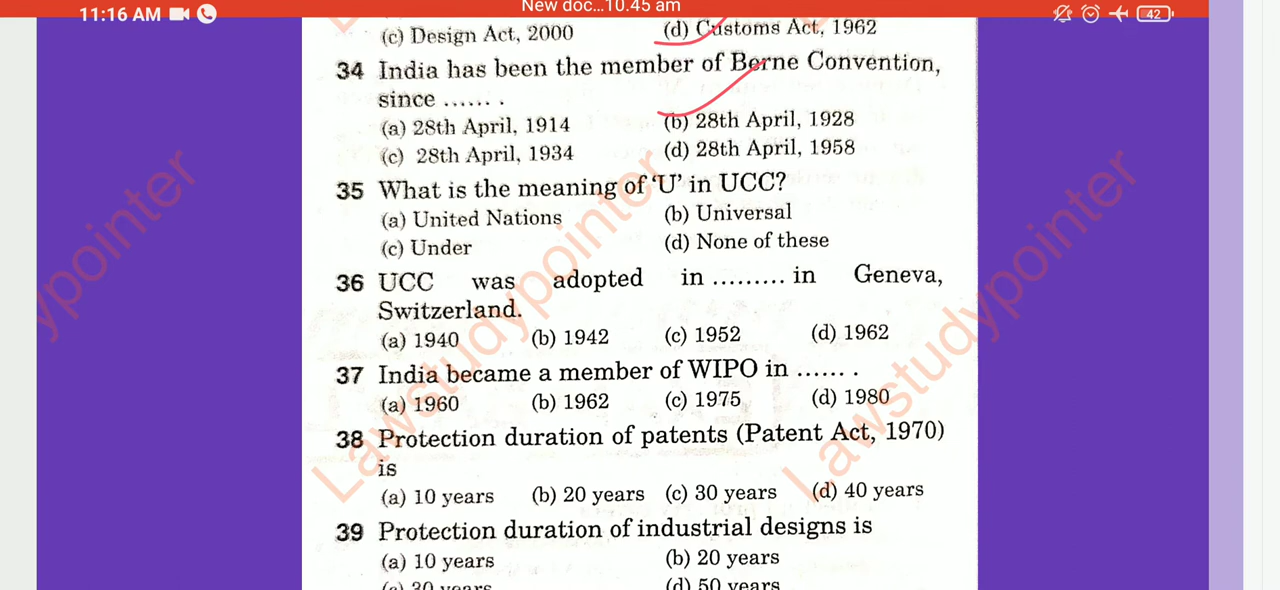 11:16 AM
New doc...10.45 am
42
(c) Design Act, 2000 (d) Customs Act, 1962
34 India has been the member of Berne Convention,
since ...... .
(a) 28th April, 1914 (b) 28th April, 1928
(c) 28th April, 1934 (d) 28th April, 1958
35 What is the meaning of 'U' in UCC?
(a) United Nations (b) Universal
(c) Under (d) None of these
36 UCC was adopted in ......... in Geneva,
Switzerland.
(a) 1940 (b) 1942 (c) 1952 (d) 1962
37 India became a member of WIPO in ...... .
(a) 1960 (b) 1962 (c) 1975 (d) 1980
38 Protection duration of patents (Patent Act, 1970)
is
(a) 10 years (b) 20 years (c) 30 years (d) 40 years
39 Protection duration of industrial designs is
(a) 10 years (b) 20 years
(c) 30 years (d) 50 years
ypointer
Lawstudypointer
Lawstudypointer